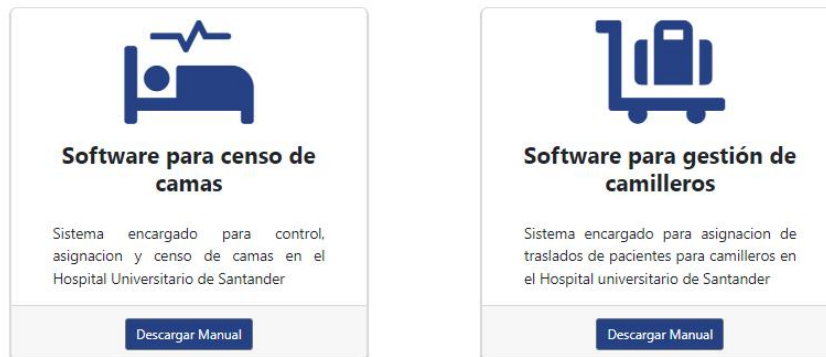 Software para censo de
camas
Sistema encargado para control,
asignacion y censo de camas en el
Hospital Universitario de Santander
Descargar Manual
Software para gestión de
camilleros
Sistema encargado para asignacion de
traslados de pacientes para camilleros en
el Hospital universitario de Santander
Descargar Manual